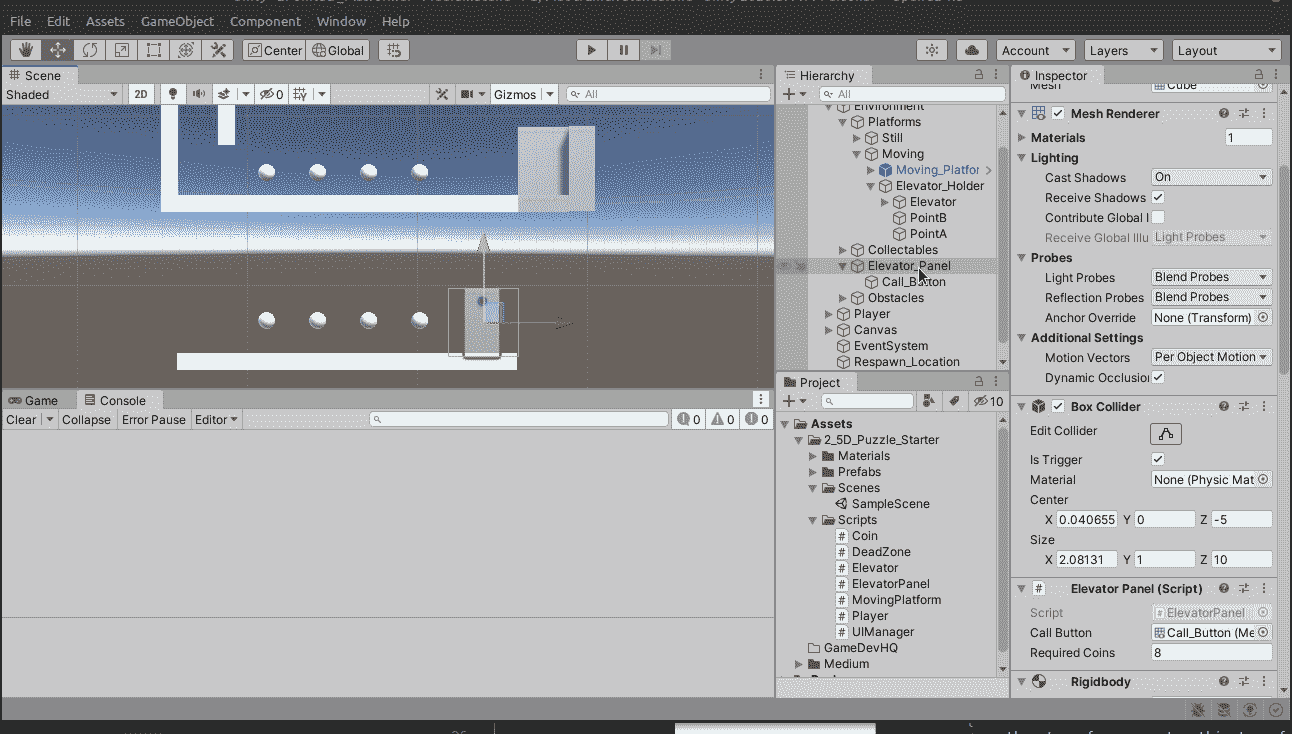 File Edit Assets GameObject Component Window Help
Center Global Account Layers Layout
Scene
Shaded 2D 0 Gizmos All
Game Console
Clear Collapse Error Pause Editor 0 0 0
Hierarchy
All
Environment
Platforms
Still
Moving
Moving_Platfor
Elevator_Holder
Elevator
PointB
PointA
Collectables
Elevator_Panel
Call_Button
Obstacles
Player
Canvas
EventSystem
Respawn_Location
Project
10
Assets
2_5D_Puzzle_Starter
Materials
Prefabs
Scenes
SampleScene
Scripts
# Coin
# DeadZone
# Elevator
# ElevatorPanel
# MovingPlatform
# Player
# UIManager
GameDevHQ
Medium
Inspector
Mesh Cube
Mesh Renderer
Materials 1
Lighting
Cast Shadows On
Receive Shadows
Contribute Global I
Receive Global Illu Light Probes
Probes
Light Probes Blend Probes
Reflection Probes Blend Probes
Anchor Override None (Transform)
Additional Settings
Motion Vectors Per Object Motion
Dynamic Occlusion
Box Collider
Edit Collider
Is Trigger
Material None (Physic Mat
Center
X 0.040655 Y 0 Z -5
Size
X 2.08131 Y 1 Z 10
# Elevator Panel (Script)
Script # ElevatorPanel
Call Button Call_Button (Me
Required Coins 8
Rigidbody